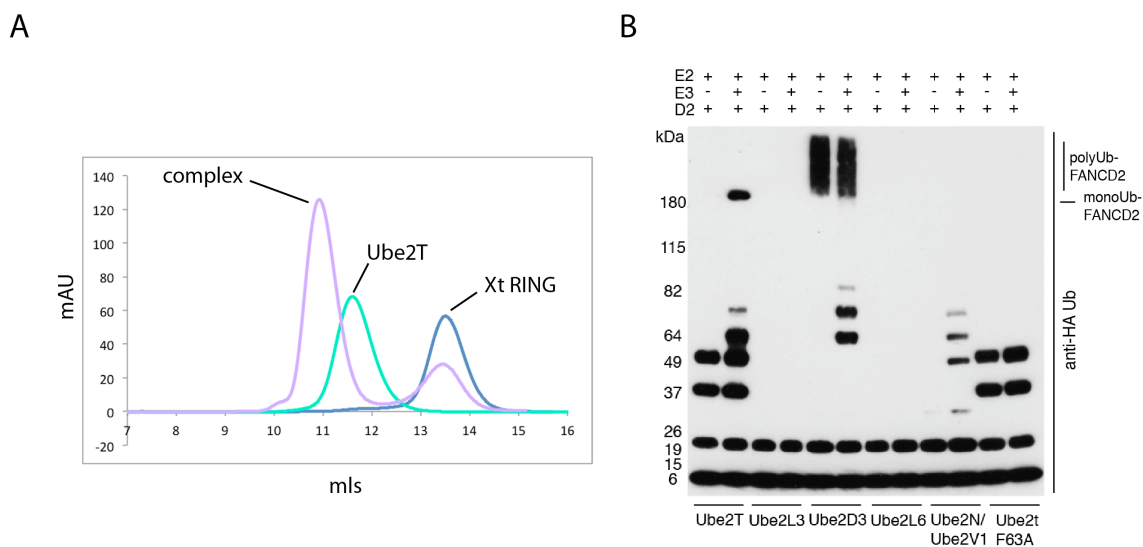 A
B
complex
Ube2T
Xt RING
mAU
140
120
100
80
60
40
20
0
-20
7 8 9 10 11 12 13 14 15 16
mls
E2 + + + + + + + + + + + +
E3 - + - + - + - + - + - +
D2 + + + + + + + + + + + +
kDa
180
115
82
64
49
37
26
19
15
6
polyUb-
FANCD2
monoUb-
FANCD2
anti-HA Ub
Ube2T Ube2L3 Ube2D3 Ube2L6 Ube2N/ Ube2t
Ube2V1 F63A